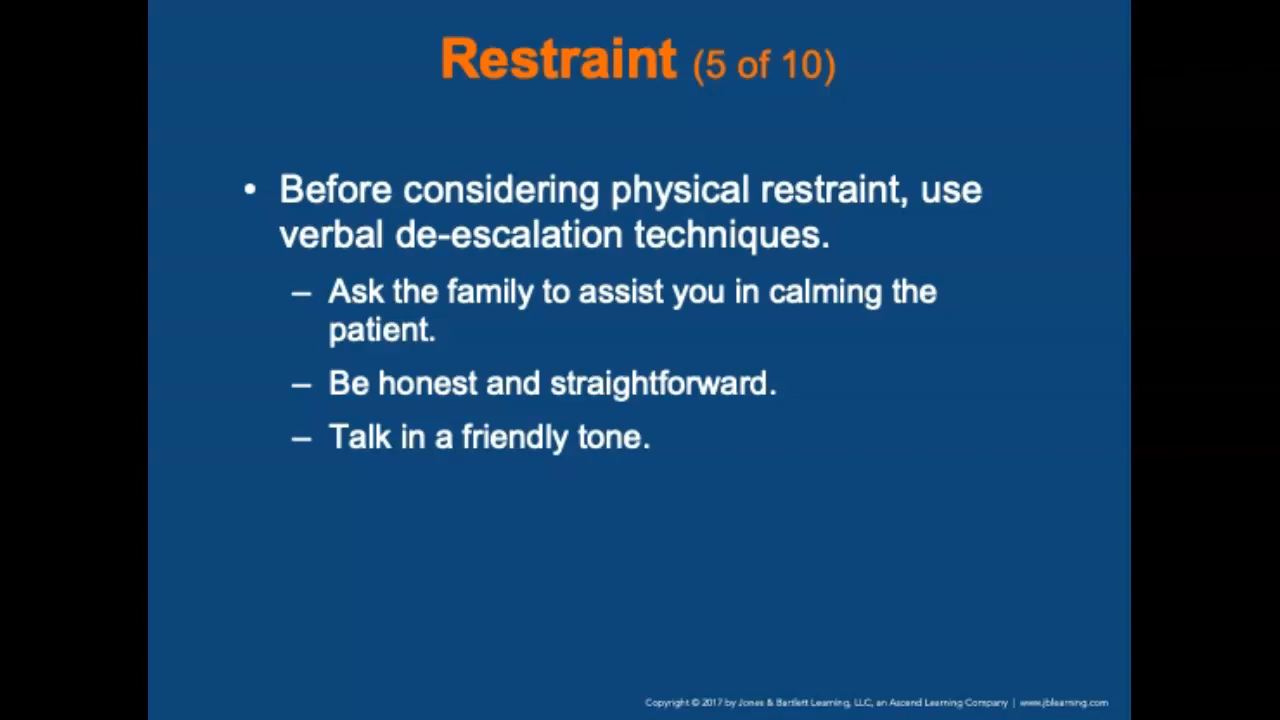 Restraint (5 of 10)
• Before considering physical restraint, use
verbal de-escalation techniques.
– Ask the family to assist you in calming the
patient.
– Be honest and straightforward.
– Talk in a friendly tone.
Copyright © 2017 by Jones & Bartlett Learning, LLC, an Ascend Learning Company | www.jblearning.com